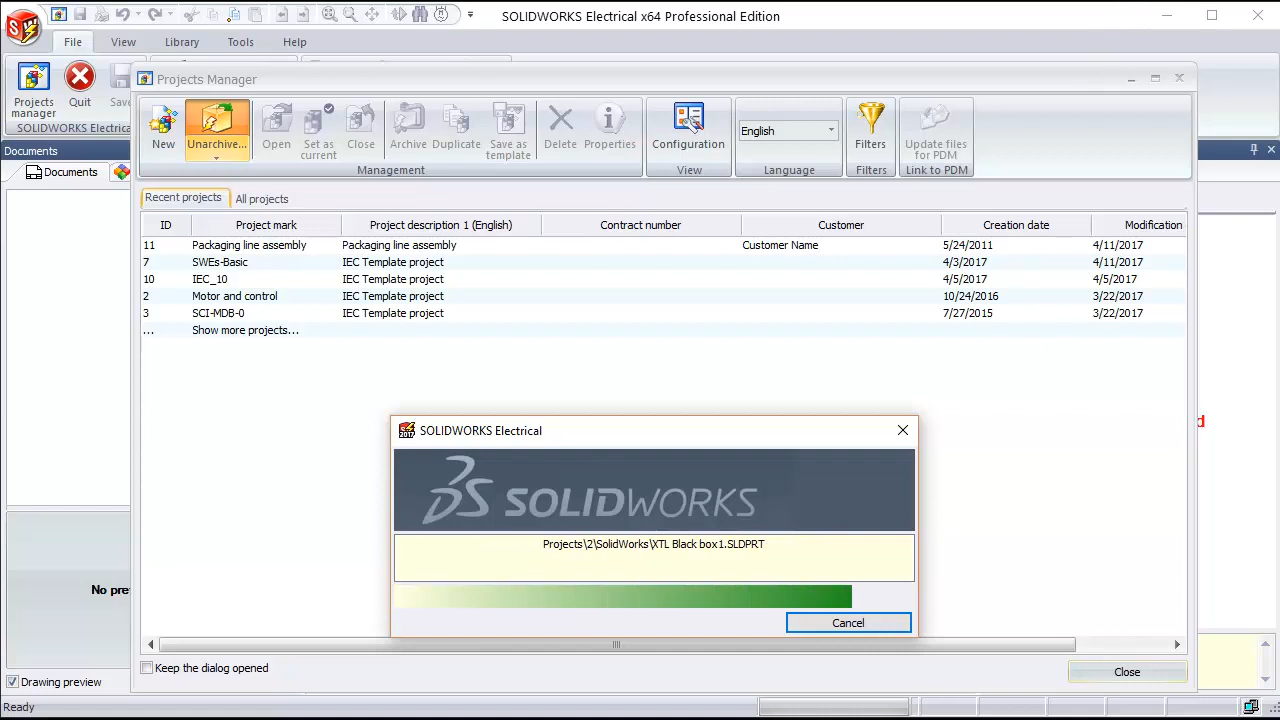 SOLIDWORKS Electrical x64 Professional Edition
File View Library Tools Help
Projects manager
Quit
SOLIDWORKS Electrica
Documents
Documents
Projects Manager
New
Unarchive...
Open
Set as current
Close
Archive
Duplicate
Save as template
Delete
Properties
Configuration
English
Filters
Update files for PDM
Management View Language Filters Link to PDM
Recent projects All projects
ID Project mark Project description 1 (English) Contract number Customer Creation date Modification
11 Packaging line assembly Packaging line assembly Customer Name 5/24/2011 4/11/2017
7 SWEs-Basic IEC Template project 4/3/2017 4/11/2017
10 IEC_10 IEC Template project 4/5/2017 4/5/2017
2 Motor and control IEC Template project 10/24/2016 3/22/2017
3 SCI-MDB-0 IEC Template project 7/27/2015 3/22/2017
... Show more projects...
SOLIDWORKS Electrical
SOLIDWORKS
Projects\2\SolidWorks\XTL Black box1.SLDPRT
Cancel
No pre
Keep the dialog opened
Close
Drawing preview
Ready